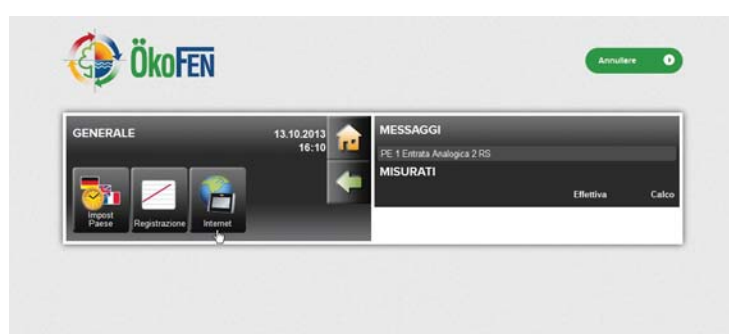 ÖkoFEN
Annullere
GENERALE
13.10.2013
16:10
Impost
Paese
Registrazione
Internet
MESSAGGI
PE 1 Entrata Analogica 2 RS
MISURATI
Effettiva Calco